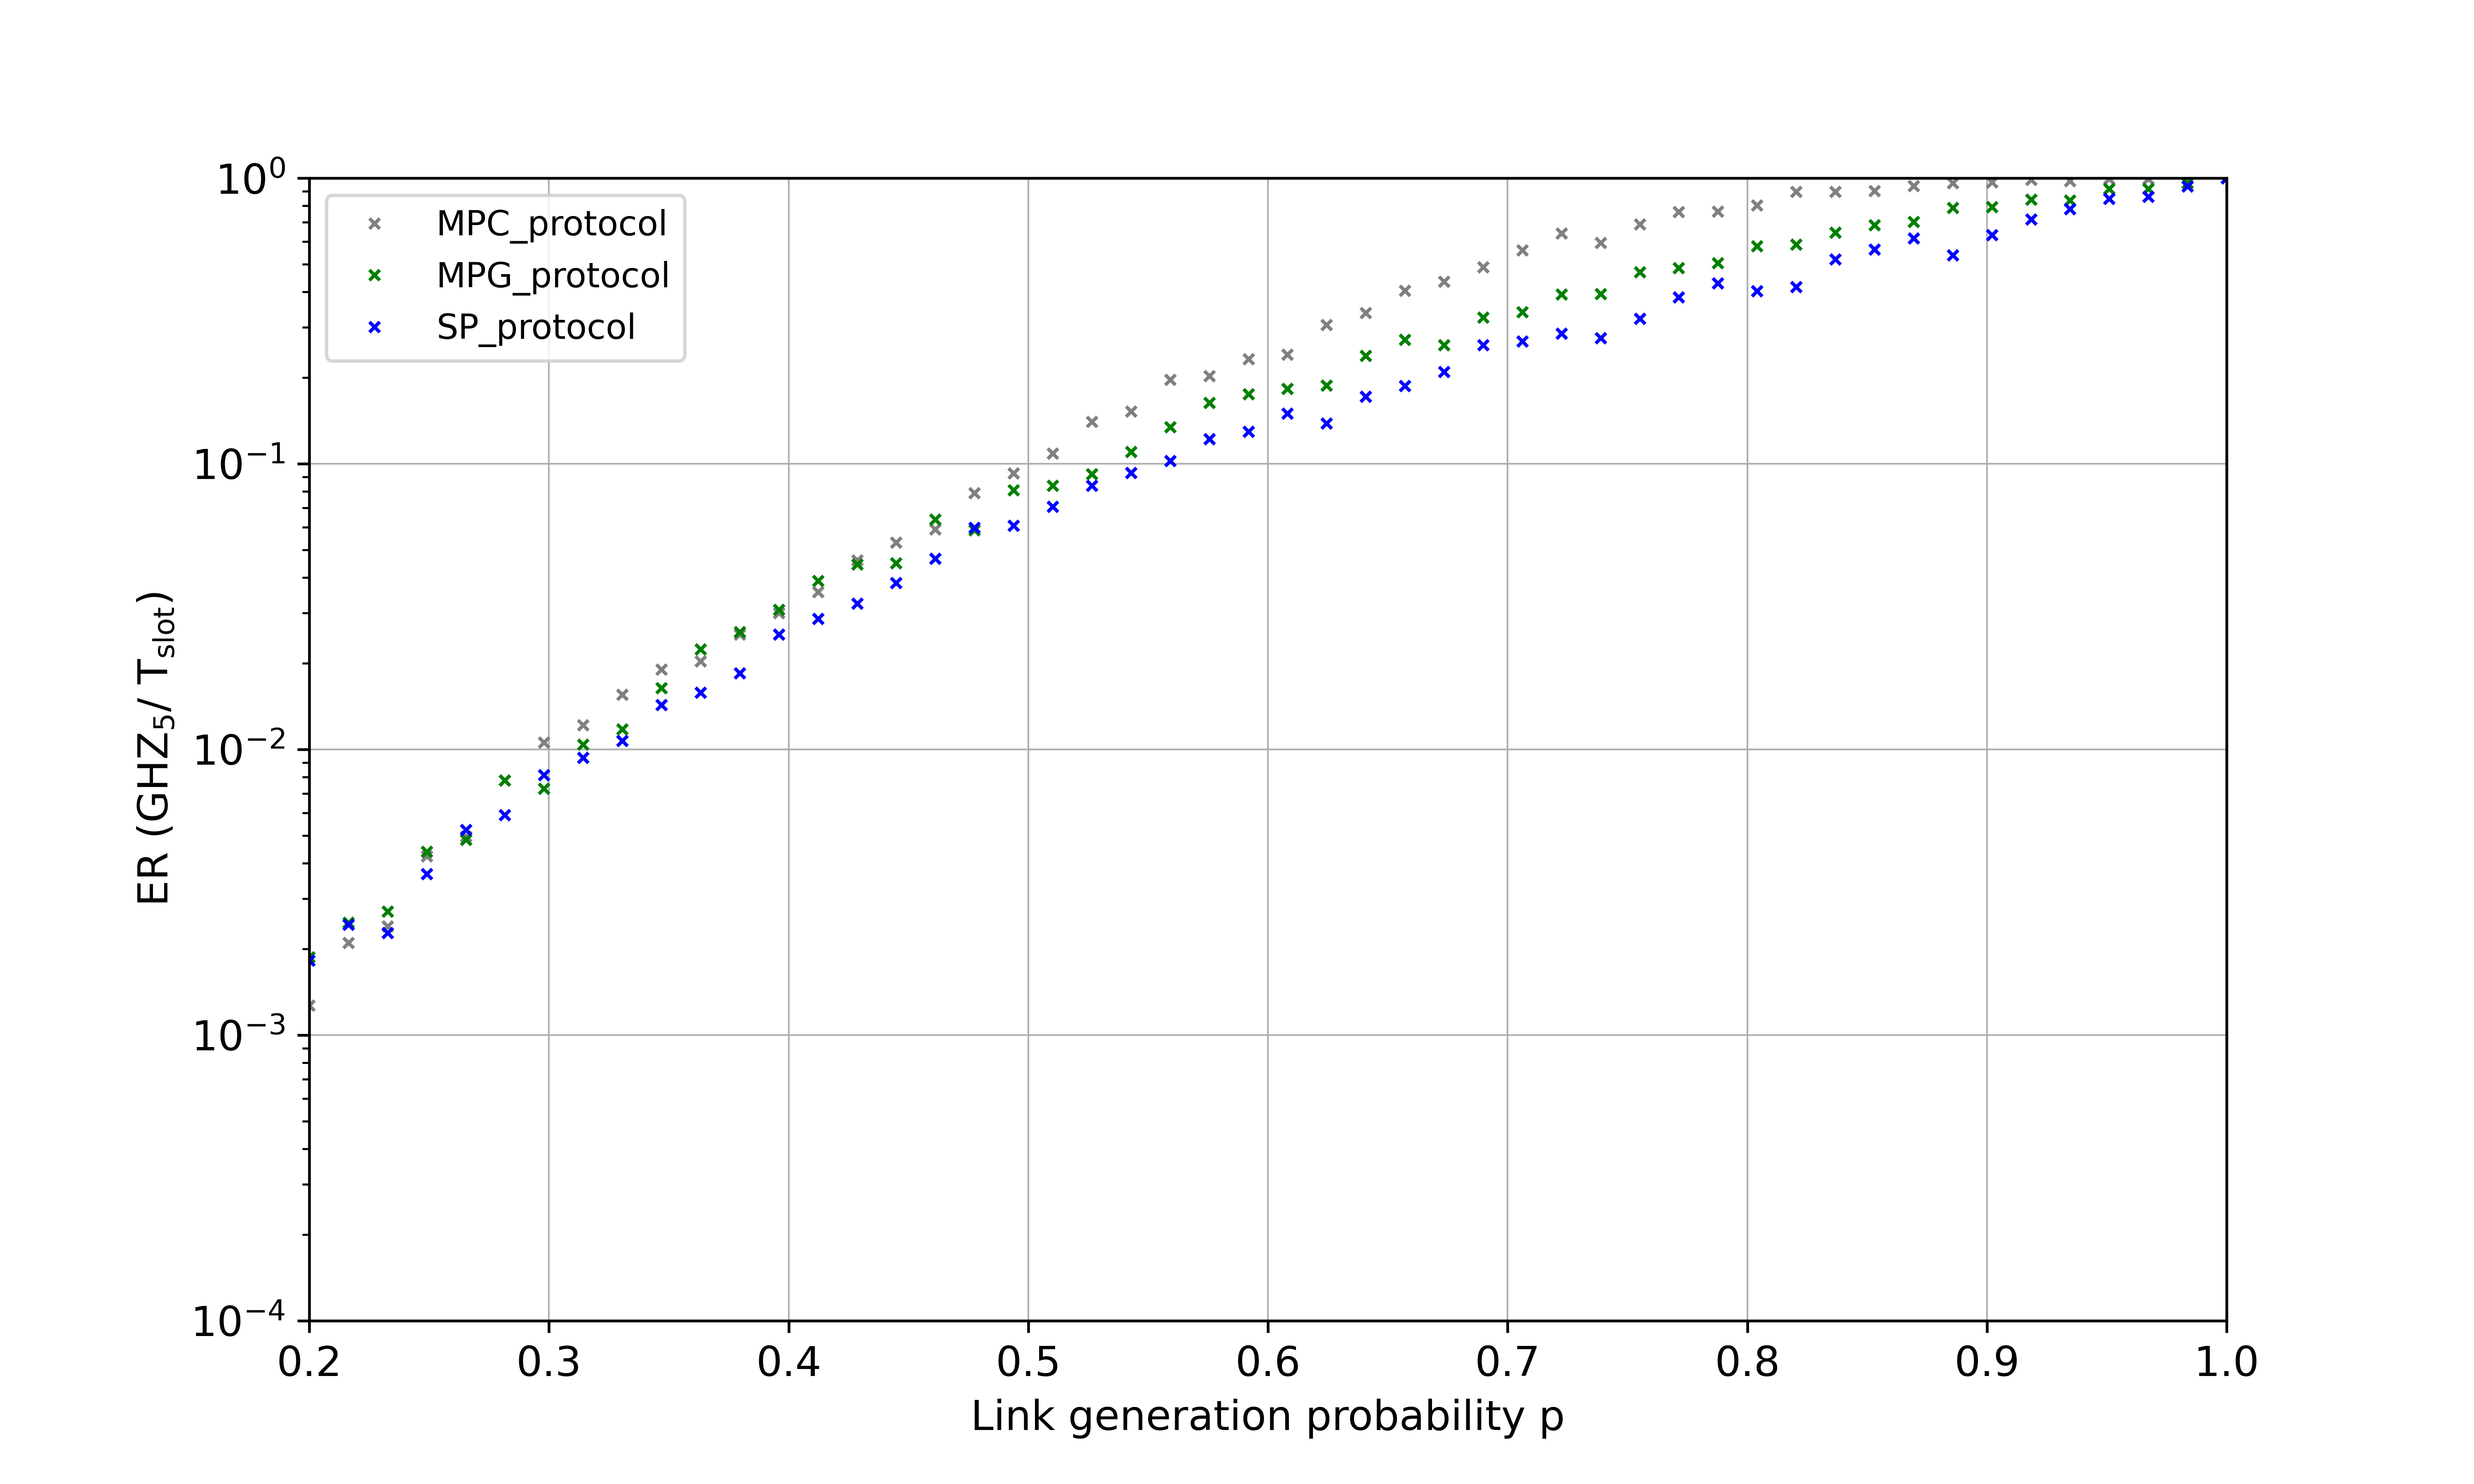 MPC_protocol
MPG_protocol
SP_protocol
10⁰
10⁻¹
10⁻²
10⁻³
10⁻⁴
ER (GHZ₅/ Tₛₗₒₜ)
0.2 0.3 0.4 0.5 0.6 0.7 0.8 0.9 1.0
Link generation probability p